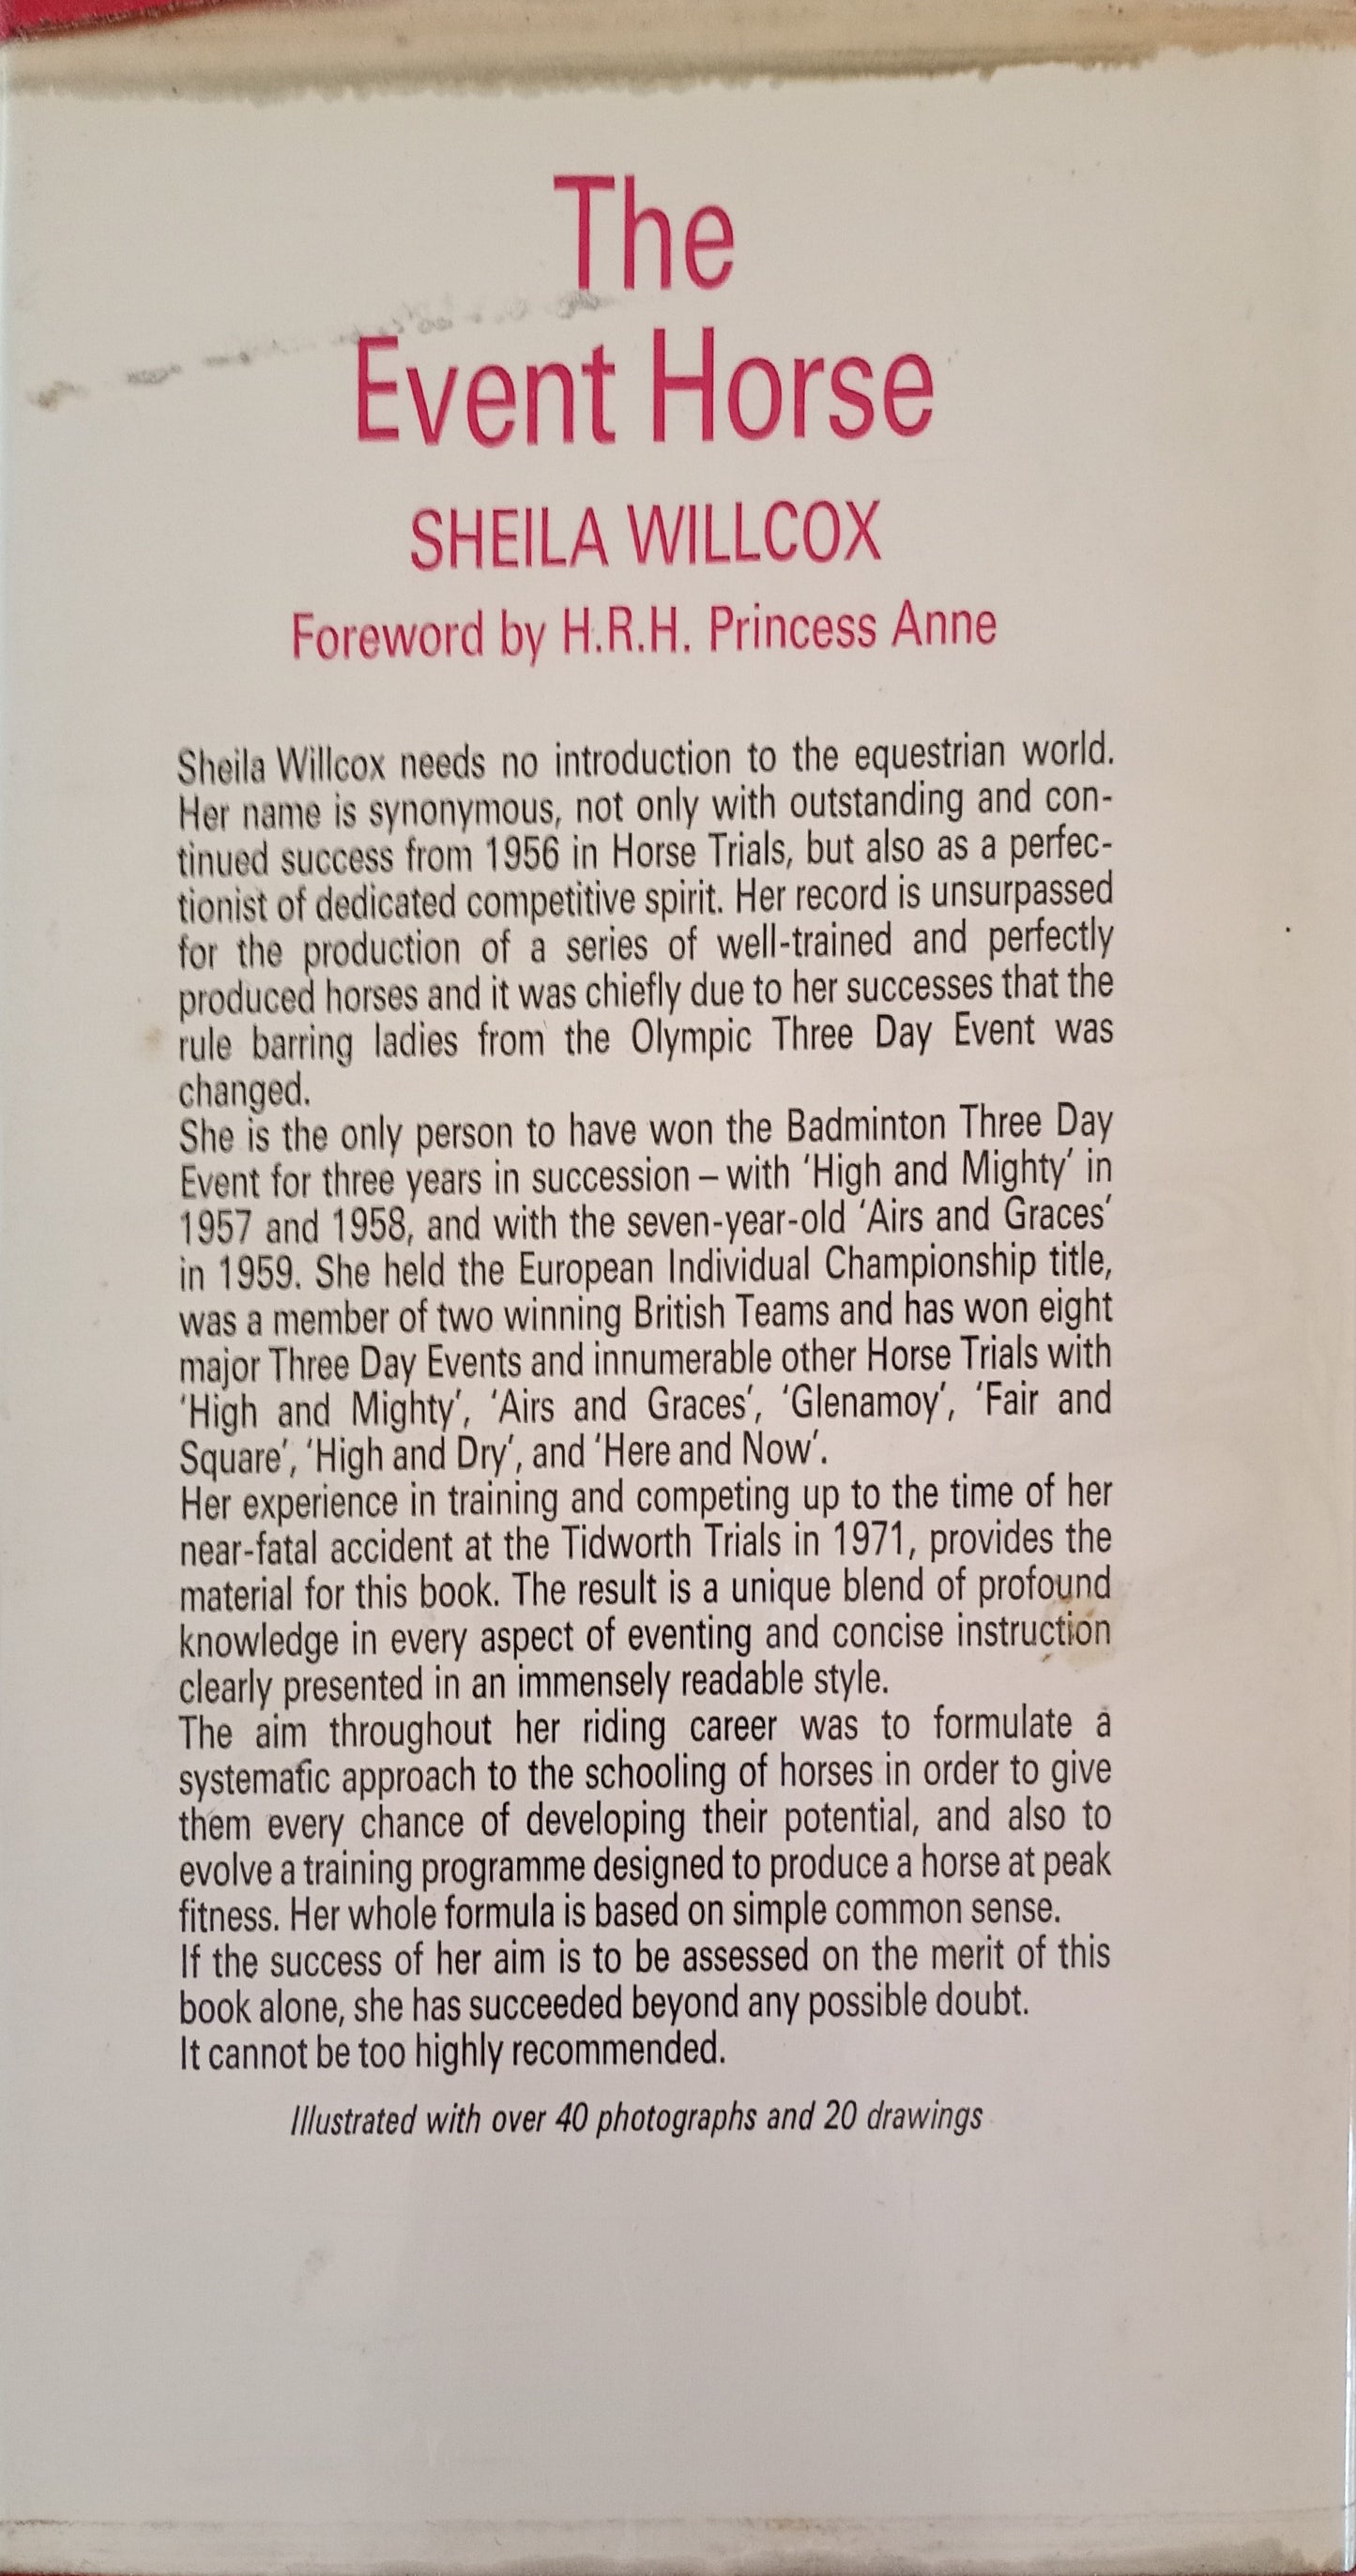 The
Event Horse
SHEILA WILLCOX
Foreword by H.R.H. Princess Anne
Sheila Willcox needs no introduction to the equestrian world.
Her name is synonymous, not only with outstanding and con-
tinued success from 1956 in Horse Trials, but also as a perfec-
tionist of dedicated competitive spirit. Her record is unsurpassed
for the production of a series of well-trained and perfectly
produced horses and it was chiefly due to her successes that the
rule barring ladies from the Olympic Three Day Event was
changed.
She is the only person to have won the Badminton Three Day
Event for three years in succession – with ‘High and Mighty’ in
1957 and 1958, and with the seven-year-old ‘Airs and Graces’
in 1959. She held the European Individual Championship title,
was a member of two winning British Teams and has won eight
major Three Day Events and innumerable other Horse Trials with
‘High and Mighty’, ‘Airs and Graces’, ‘Glenamoy’, ‘Fair and
Square’, ‘High and Dry’, and ‘Here and Now’.
Her experience in training and competing up to the time of her
near-fatal accident at the Tidworth Trials in 1971, provides the
material for this book. The result is a unique blend of profound
knowledge in every aspect of eventing and concise instruction
clearly presented in an immensely readable style.
The aim throughout her riding career was to formulate a
systematic approach to the schooling of horses in order to give
them every chance of developing their potential, and also to
evolve a training programme designed to produce a horse at peak
fitness. Her whole formula is based on simple common sense.
If the success of her aim is to be assessed on the merit of this
book alone, she has succeeded beyond any possible doubt.
It cannot be too highly recommended.
Illustrated with over 40 photographs and 20 drawings